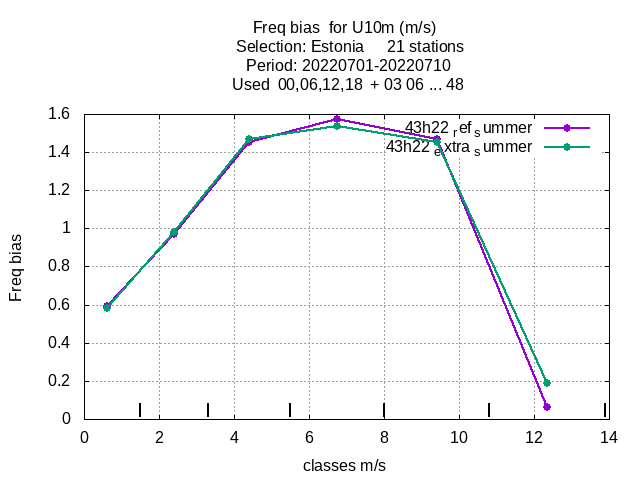 Freq bias  for U10m (m/s)
Selection: Estonia     21 stations
Period: 20220701-20220710
Used  00,06,12,18  + 03 06 ... 48
43h22 ref summer
43h22 extra summer
1.6
1.4
1.2
1
0.8
0.6
0.4
0.2
0
Freq bias
0 2 4 6 8 10 12 14
classes m/s